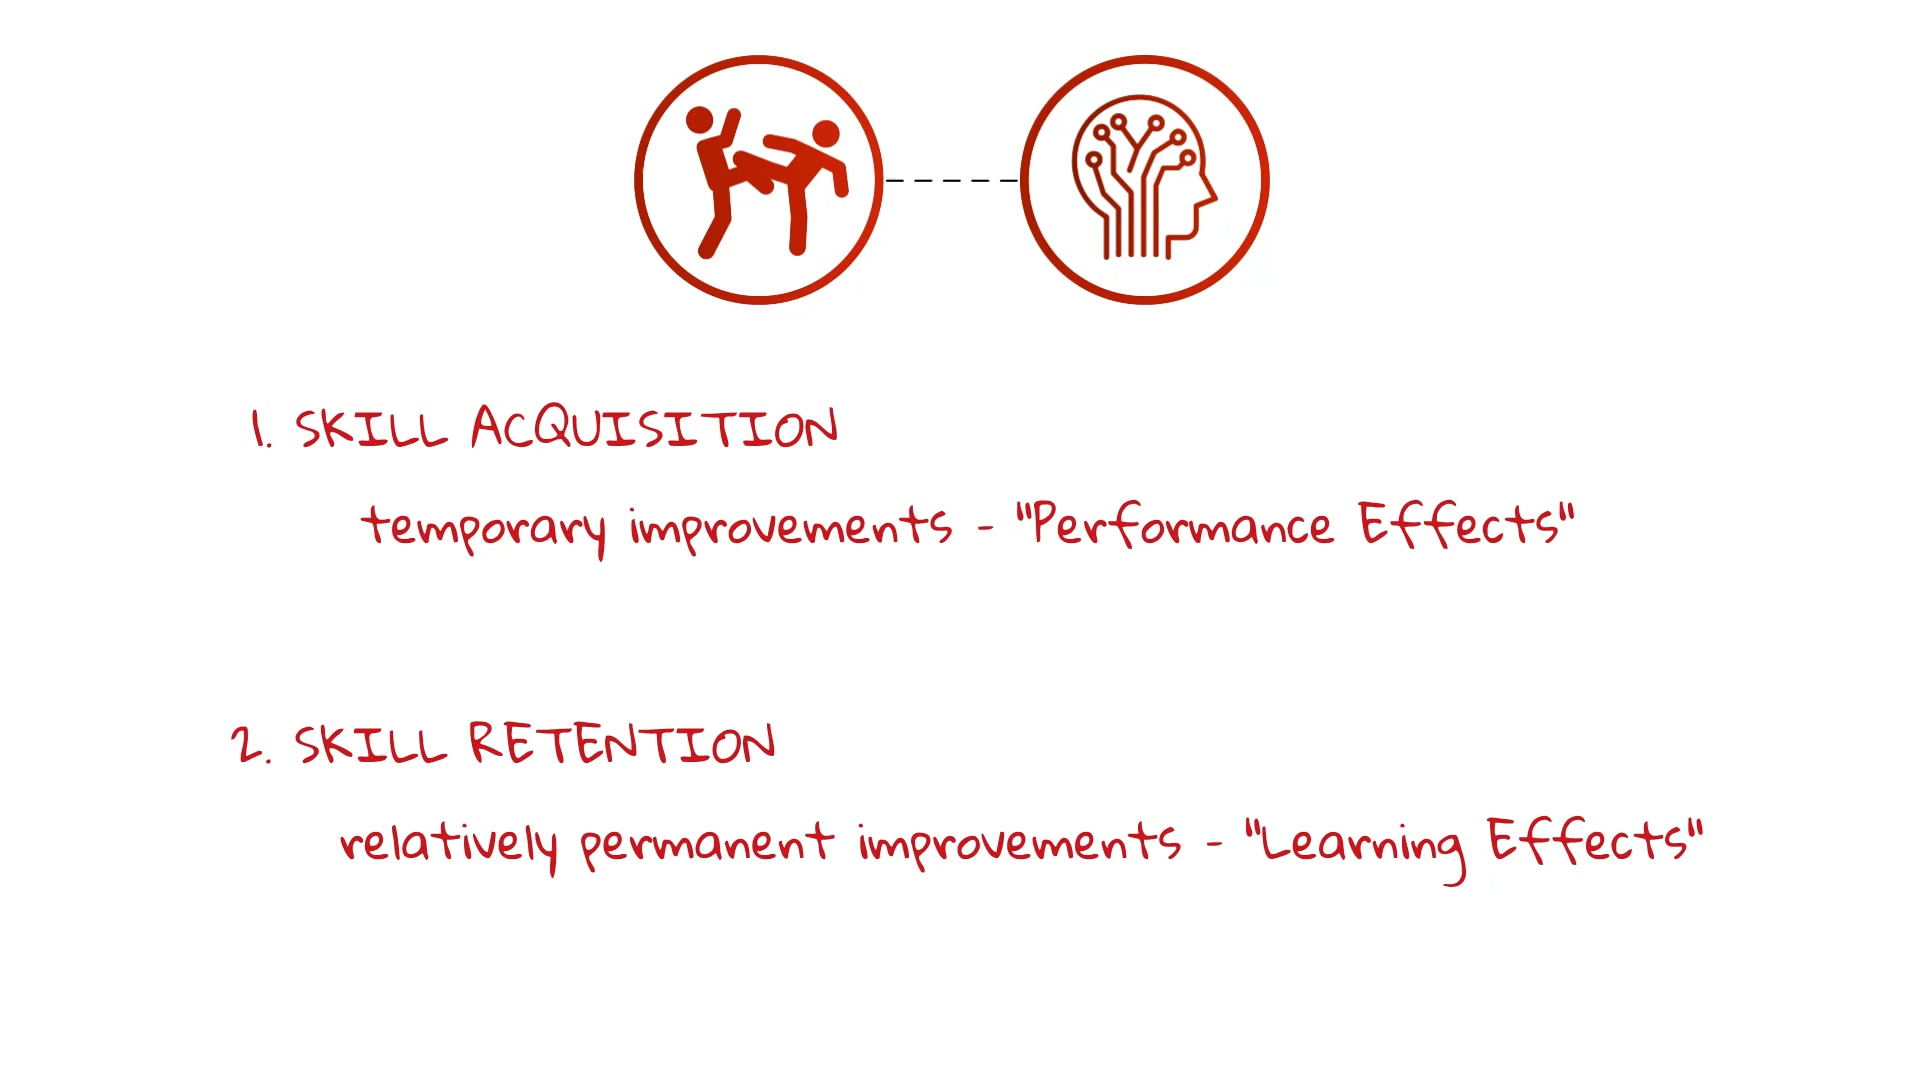 1. SKILL ACQUISITION
temporary improvements - "Performance Effects"
2. SKILL RETENTION
relatively permanent improvements - "Learning Effects"